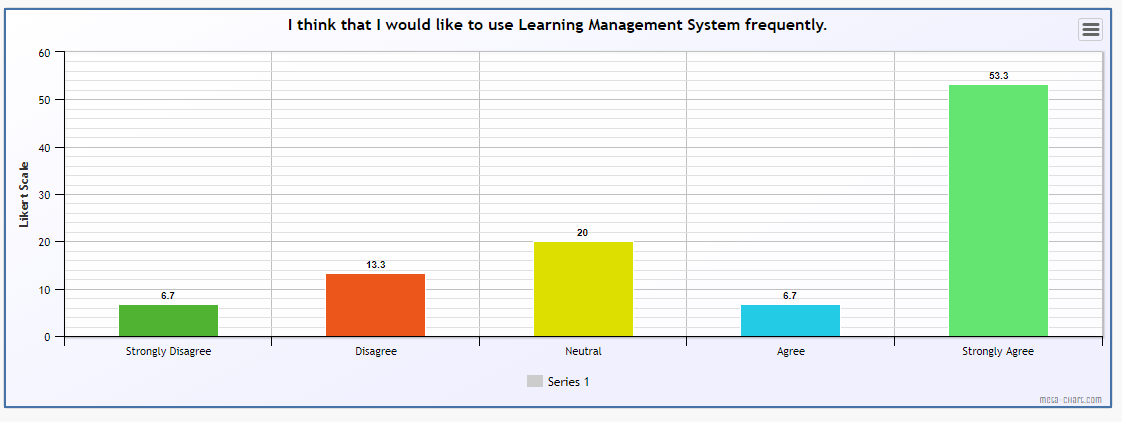 I think that I would like to use Learning Management System frequently.
60
50
40
30
20
10
0
Likert Scale
6.7
13.3
20
6.7
53.3
Strongly Disagree
Disagree
Neutral
Agree
Strongly Agree
Series 1
meta-chart.com